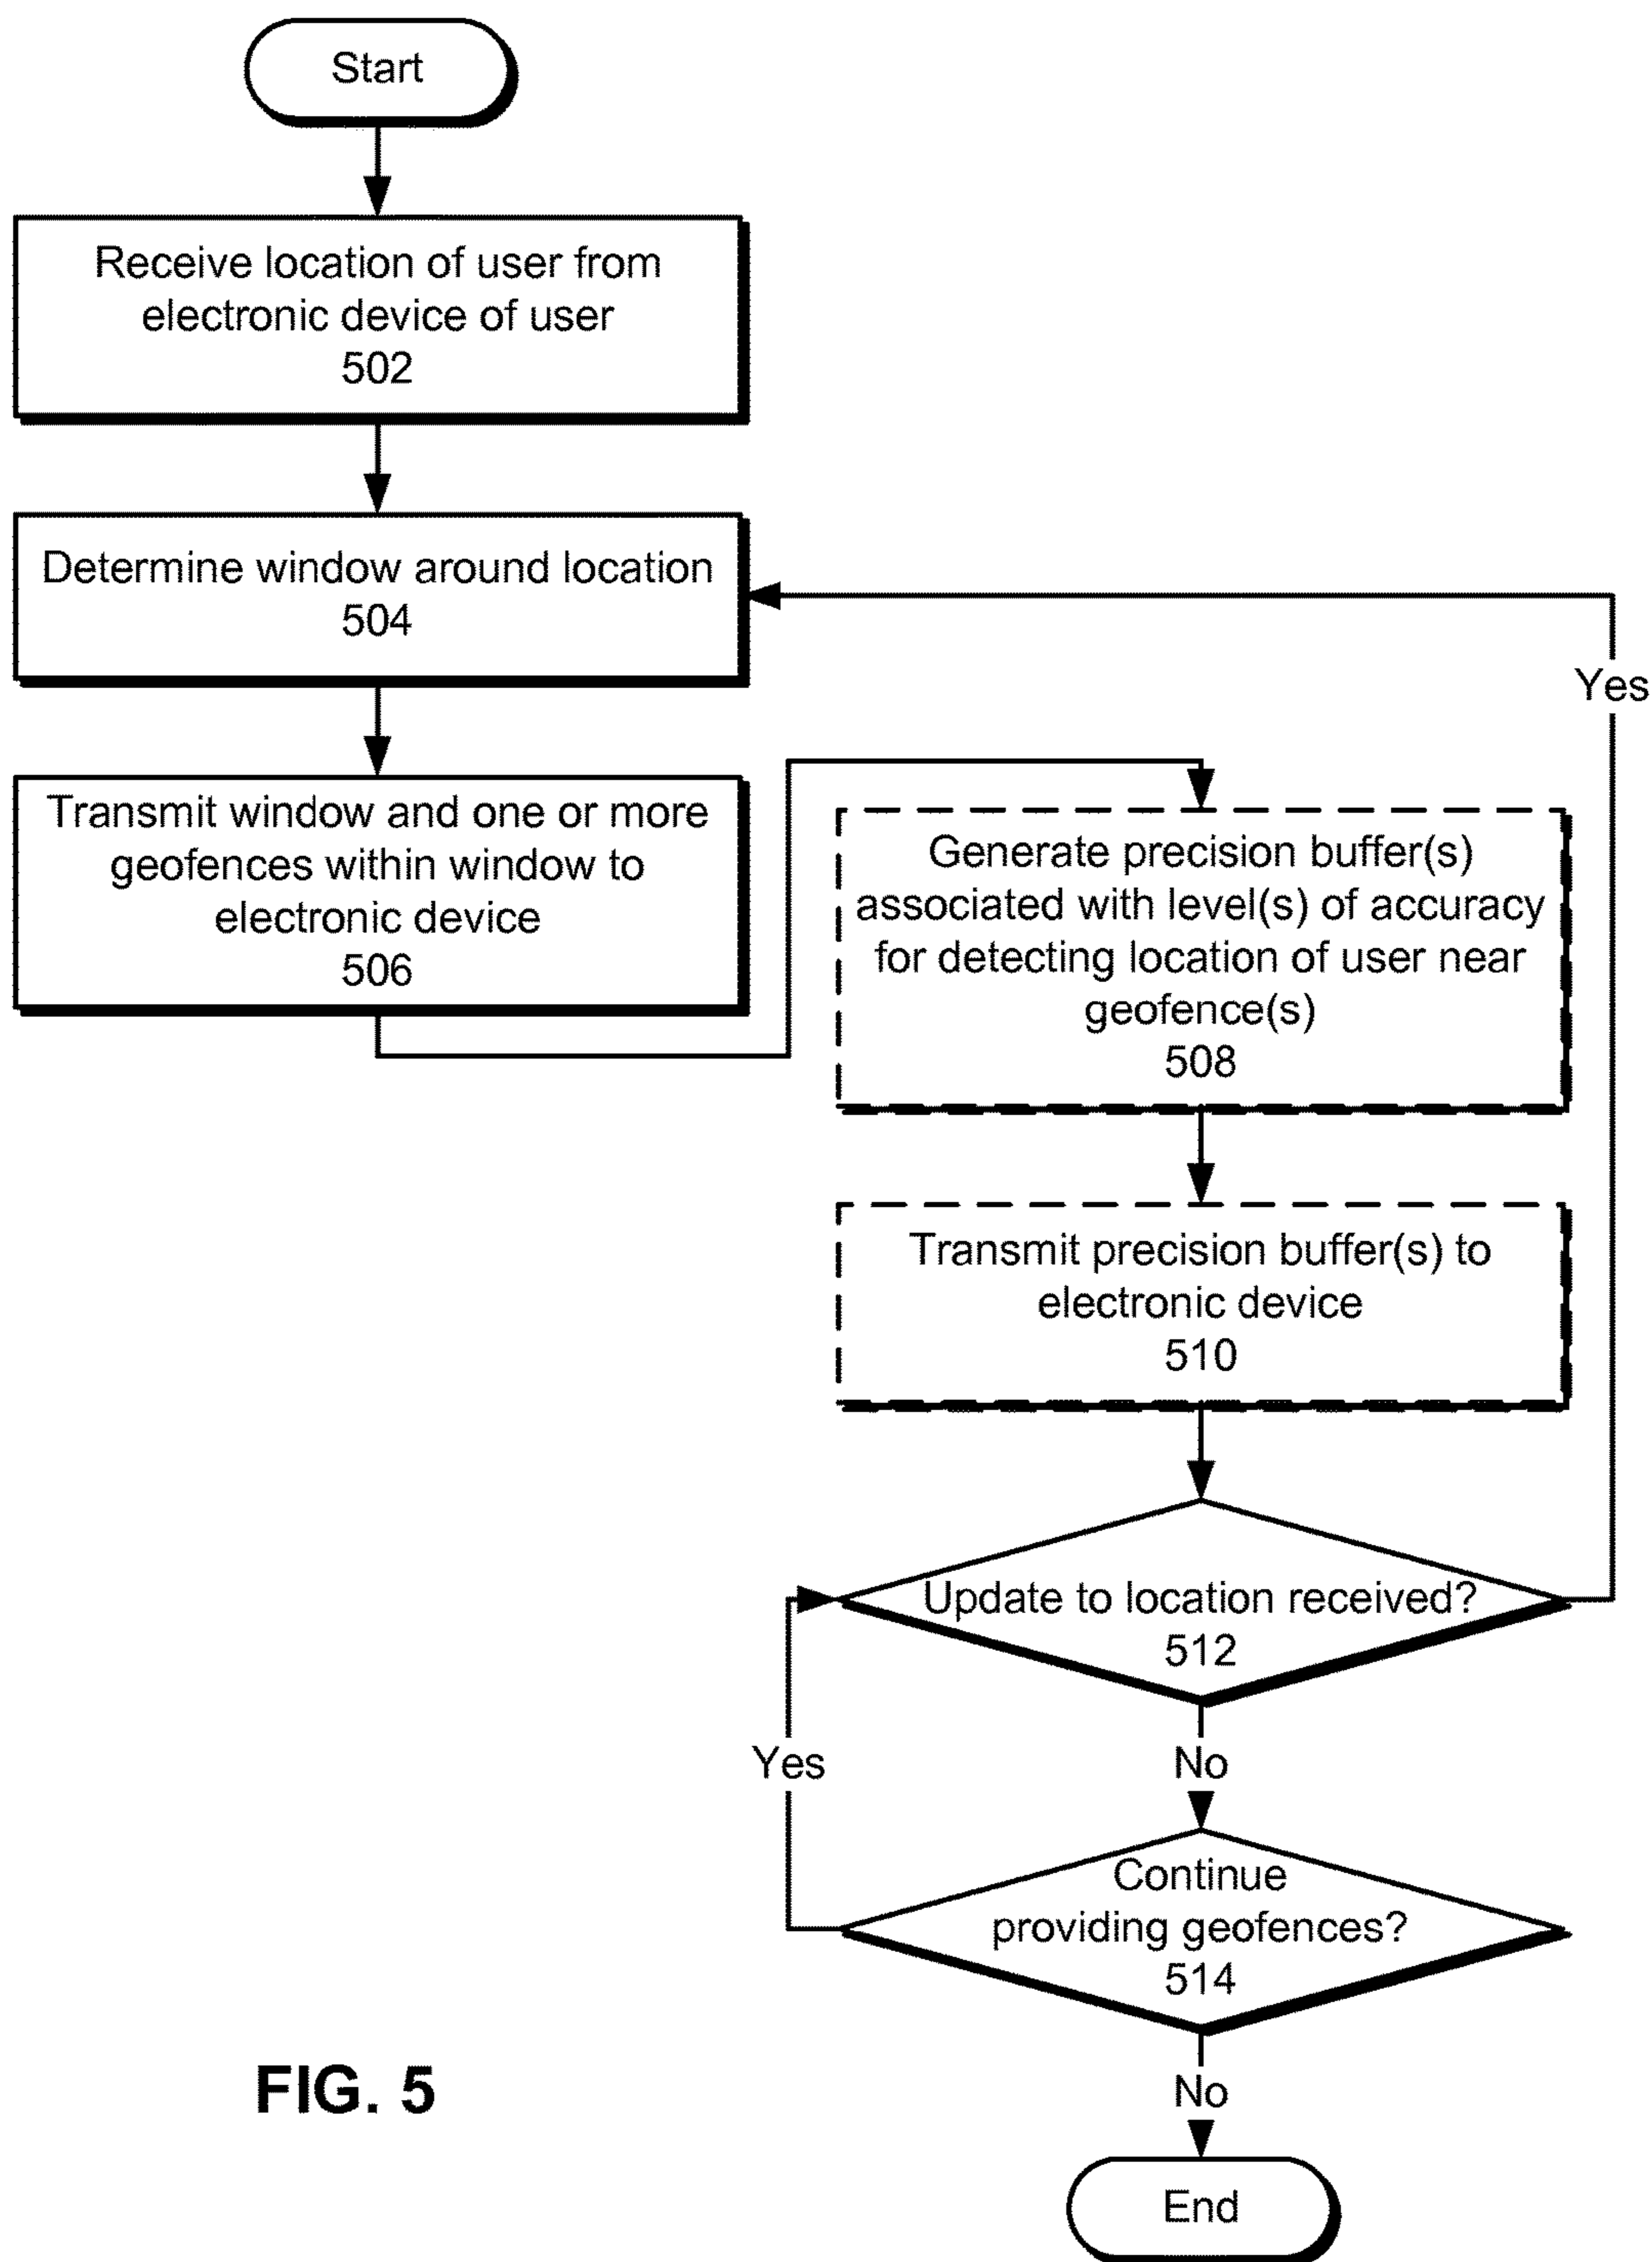 Start
Receive location of user from
electronic device of user
502
Determine window around location
504
Yes
Transmit window and one or more
geofences within window to
electronic device
506
Generate precision buffer(s)
associated with level(s) of accuracy
for detecting location of user near
geofence(s)
508
Transmit precision buffer(s) to
electronic device
510
Update to location received?
512
Yes
No
Continue
providing geofences?
514
No
End
FIG. 5